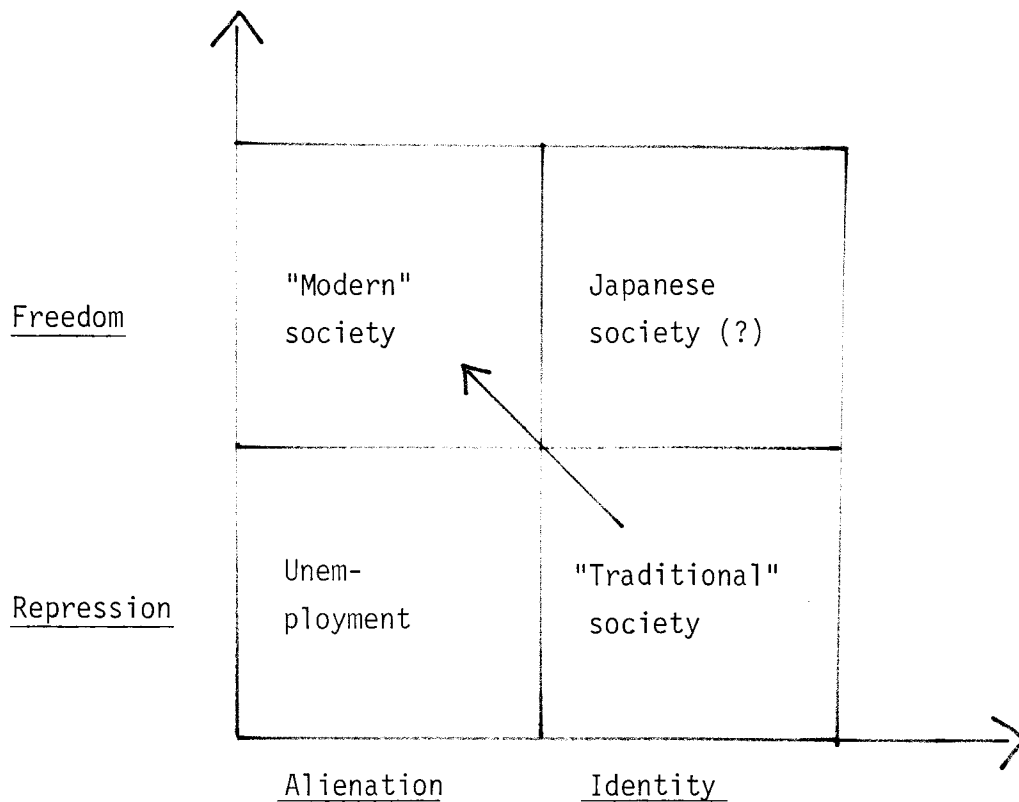 Freedom
"Modern"
society
Japanese
society (?)
Repression
Unem-
ployment
"Traditional"
society
Alienation
Identity